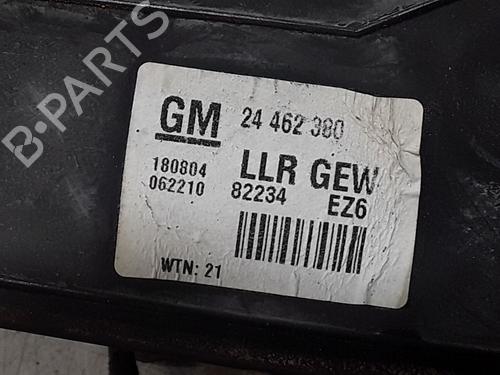 B-PARTS
GM 24 462 380
180804 LLR GEW
062210 82234 EZ6
WTN: 21